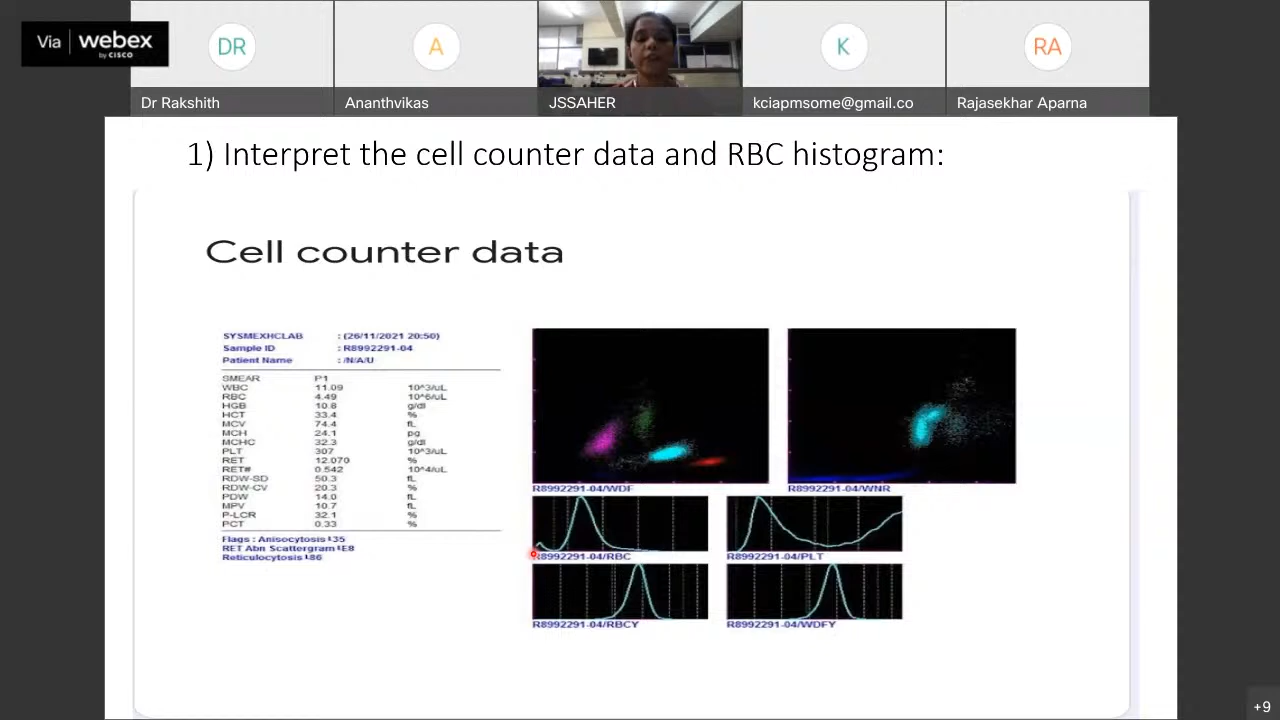 Via webex
by CISCO
DR
A
K
RA
Dr Rakshith
Ananthvikas
JSSAHER
kciapmsome@gmail.co
Rajasekhar Aparna
1) Interpret the cell counter data and RBC histogram:
Cell counter data
SYSMEXHCLAB : (26/11/2021 20:50)
Sample ID : R8992291-04
Patient Name : /N/A/U
SMEAR P1
WBC 11.09 10^3/uL
RBC 4.49 10^6/uL
HGB 10.8 g/dl
HCT 33.4 %
MCV 74.4 fL
MCH 24.1 pg
MCHC 32.3 g/dl
PLT 307 10^3/uL
RET 12.070 %
RET# 0.542 10^4/uL
RDW-SD 50.3 fL
RDW-CV 20.3 %
PDW 14.0 fL
MPV 10.7 fL
P-LCR 32.1 %
PCT 0.33 %
Flags : Anisocytosis
RET Abn Scattergram
Reticulocytosis
R8992291-04/WDF
R8992291-04/WNR
R8992291-04/RBC
R8992291-04/PLT
R8992291-04/RBCY
R8992291-04/WDFY
+9